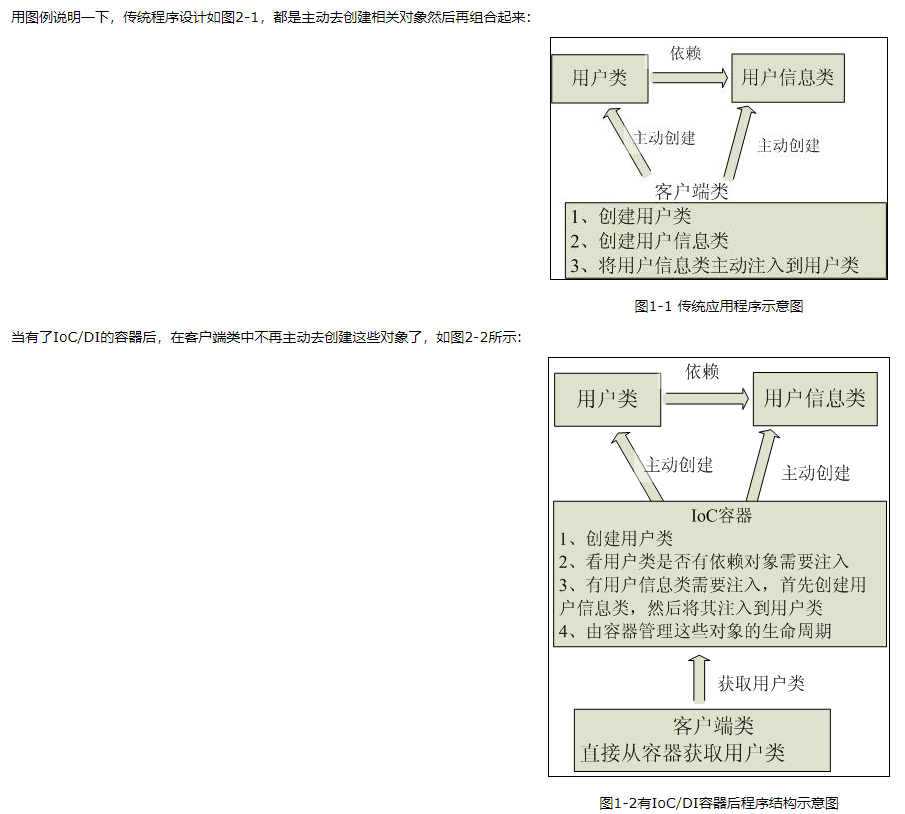 用图例说明一下，传统程序设计如图2-1，都是主动去创建相关对象然后再组合起来：
依赖
用户类
用户信息类
主动创建
主动创建
客户端类
1、创建用户类
2、创建用户信息类
3、将用户信息类主动注入到用户类
图1-1 传统应用程序示意图
当有了IoC/DI的容器后，在客户端类中不再主动去创建这些对象了，如图2-2所示：
依赖
用户类
用户信息类
主动创建
主动创建
IoC容器
1、创建用户类
2、看用户类是否有依赖对象需要注入
3、有用户信息类需要注入，首先创建用
户信息类，然后将其注入到用户类
4、由容器管理这些对象的生命周期
获取用户类
客户端类
直接从容器获取用户类
图1-2有IoC/DI容器后程序结构示意图